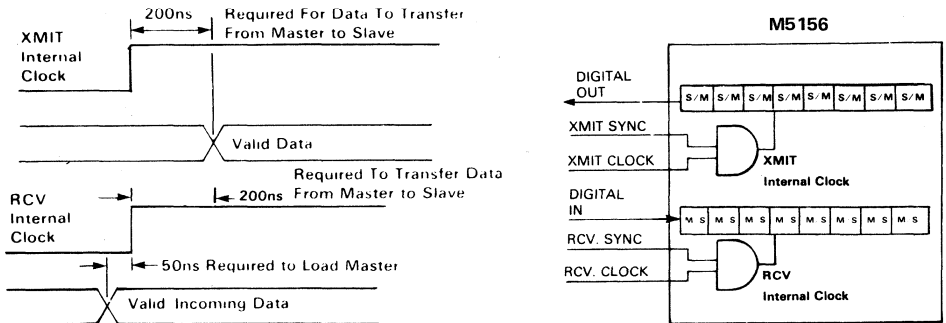 200ns
Required For Data To Transfer
From Master to Slave
XMIT
Internal
Clock
Valid Data
RCV
Internal
Clock
200ns
Required To Transfer Data
From Master to Slave
50ns Required to Load Master
Valid Incoming Data
M5156
DIGITAL
OUT
S/M S/M S/M S/M S/M S/M S/M S/M
XMIT SYNC
XMIT CLOCK
XMIT
Internal Clock
DIGITAL
IN
M S M S M S M S M S M S M S M S
RCV. SYNC
RCV. CLOCK
RCV
Internal Clock